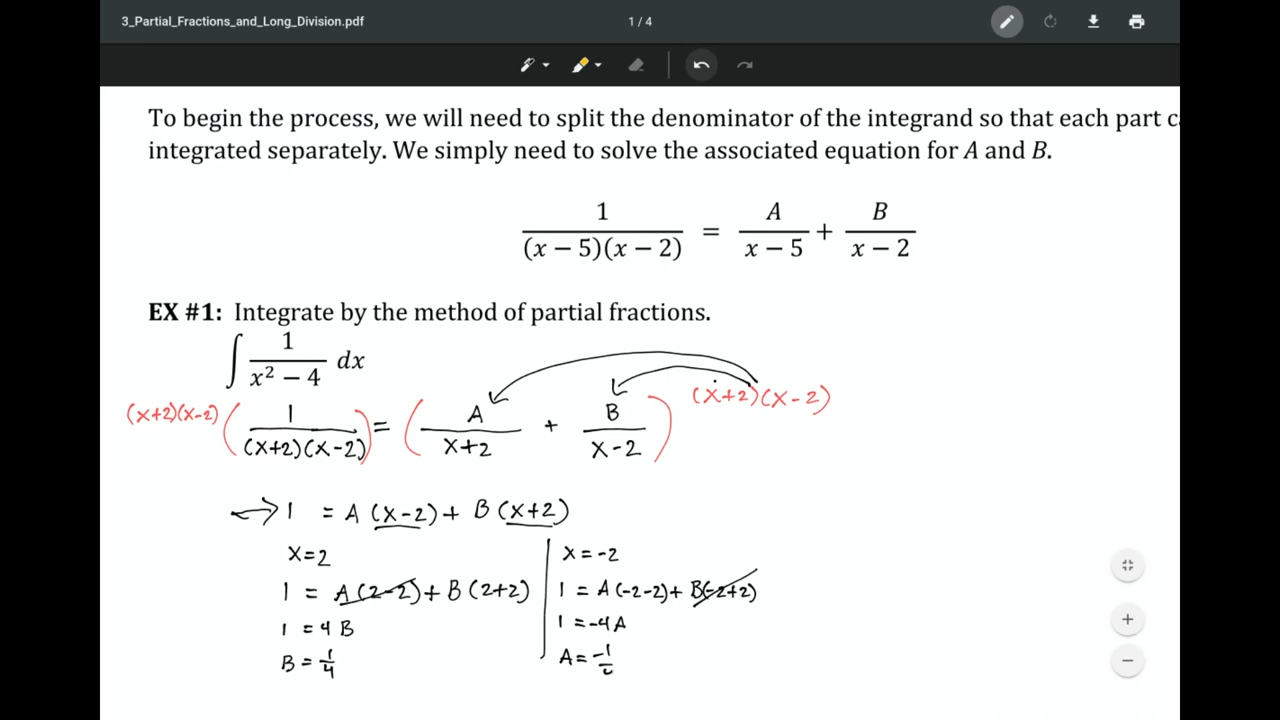 3_Partial_Fractions_and_Long_Division.pdf 1 / 4
To begin the process, we will need to split the denominator of the integrand so that each part
integrated separately. We simply need to solve the associated equation for A and B.
1/((x − 5)(x − 2)) = A/(x − 5) + B/(x − 2)
EX #1: Integrate by the method of partial fractions.
∫ 1/(x² − 4) dx
(x+2)(x-2) (1/((x+2)(x-2))) = (A/(x+2) + B/(x-2)) (x+2)(x-2)
1 = A(x-2) + B(x+2)
x=2
1 = A(2-2) + B(2+2)
1 = 4B
B = 1/4
x = -2
1 = A(-2-2) + B(-2+2)
1 = -4A
A = -1/